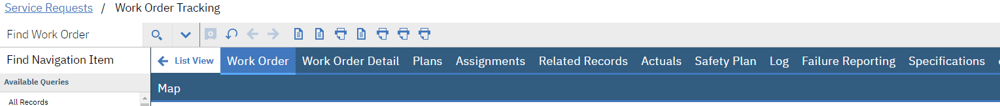 Service Requests / Work Order Tracking
Find Work Order
Find Navigation Item
List View Work Order Work Order Detail Plans Assignments Related Records Actuals Safety Plan Log Failure Reporting Specifications
Available Queries
Map
All Records